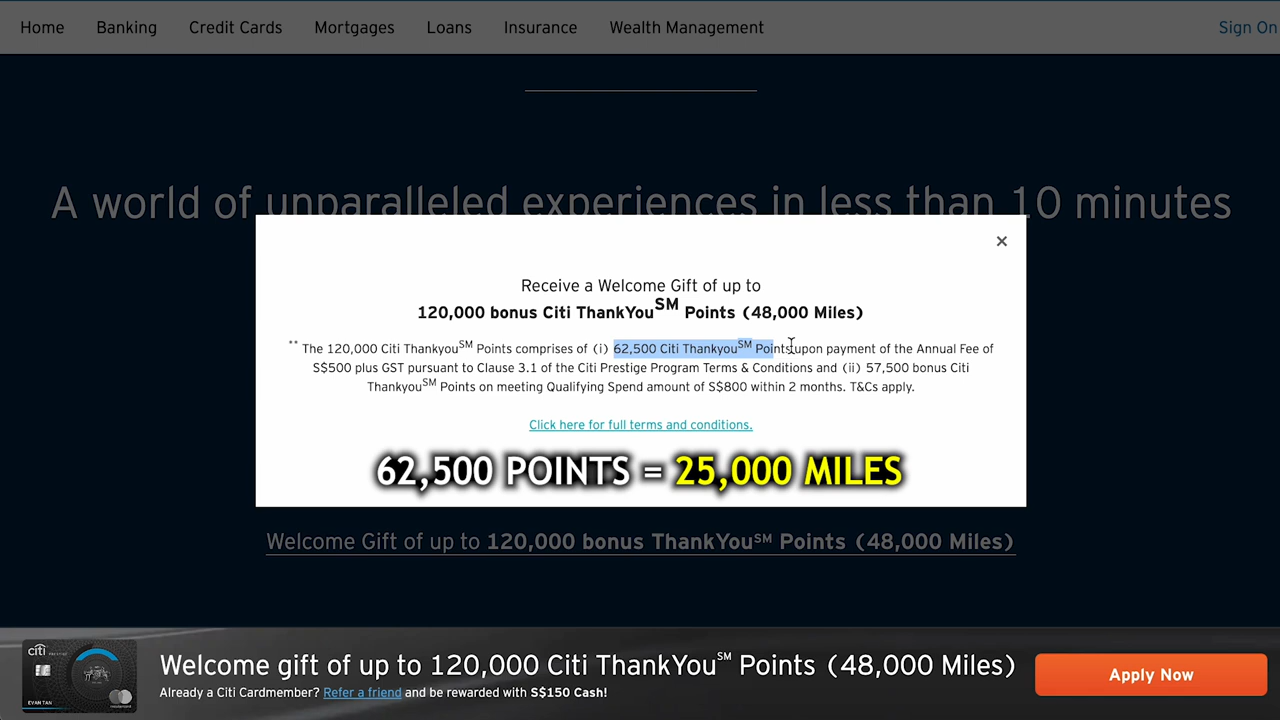 Home Banking Credit Cards Mortgages Loans Insurance Wealth Management Sign On
A world of unparalleled experiences in less than 10 minutes
×
Receive a Welcome Gift of up to
120,000 bonus Citi ThankYou℠ Points (48,000 Miles)
** The 120,000 Citi Thankyou℠ Points comprises of (i) 62,500 Citi Thankyou℠ Points upon payment of the Annual Fee of
S$500 plus GST pursuant to Clause 3.1 of the Citi Prestige Program Terms & Conditions and (ii) 57,500 bonus Citi
Thankyou℠ Points on meeting Qualifying Spend amount of S$800 within 2 months. T&Cs apply.
Click here for full terms and conditions.
62,500 POINTS = 25,000 MILES
Welcome Gift of up to 120,000 bonus ThankYou℠ Points (48,000 Miles)
citi PRESTIGE
EVAN TAN
Welcome gift of up to 120,000 Citi ThankYou℠ Points (48,000 Miles)
Already a Citi Cardmember? Refer a friend and be rewarded with S$150 Cash!
Apply Now